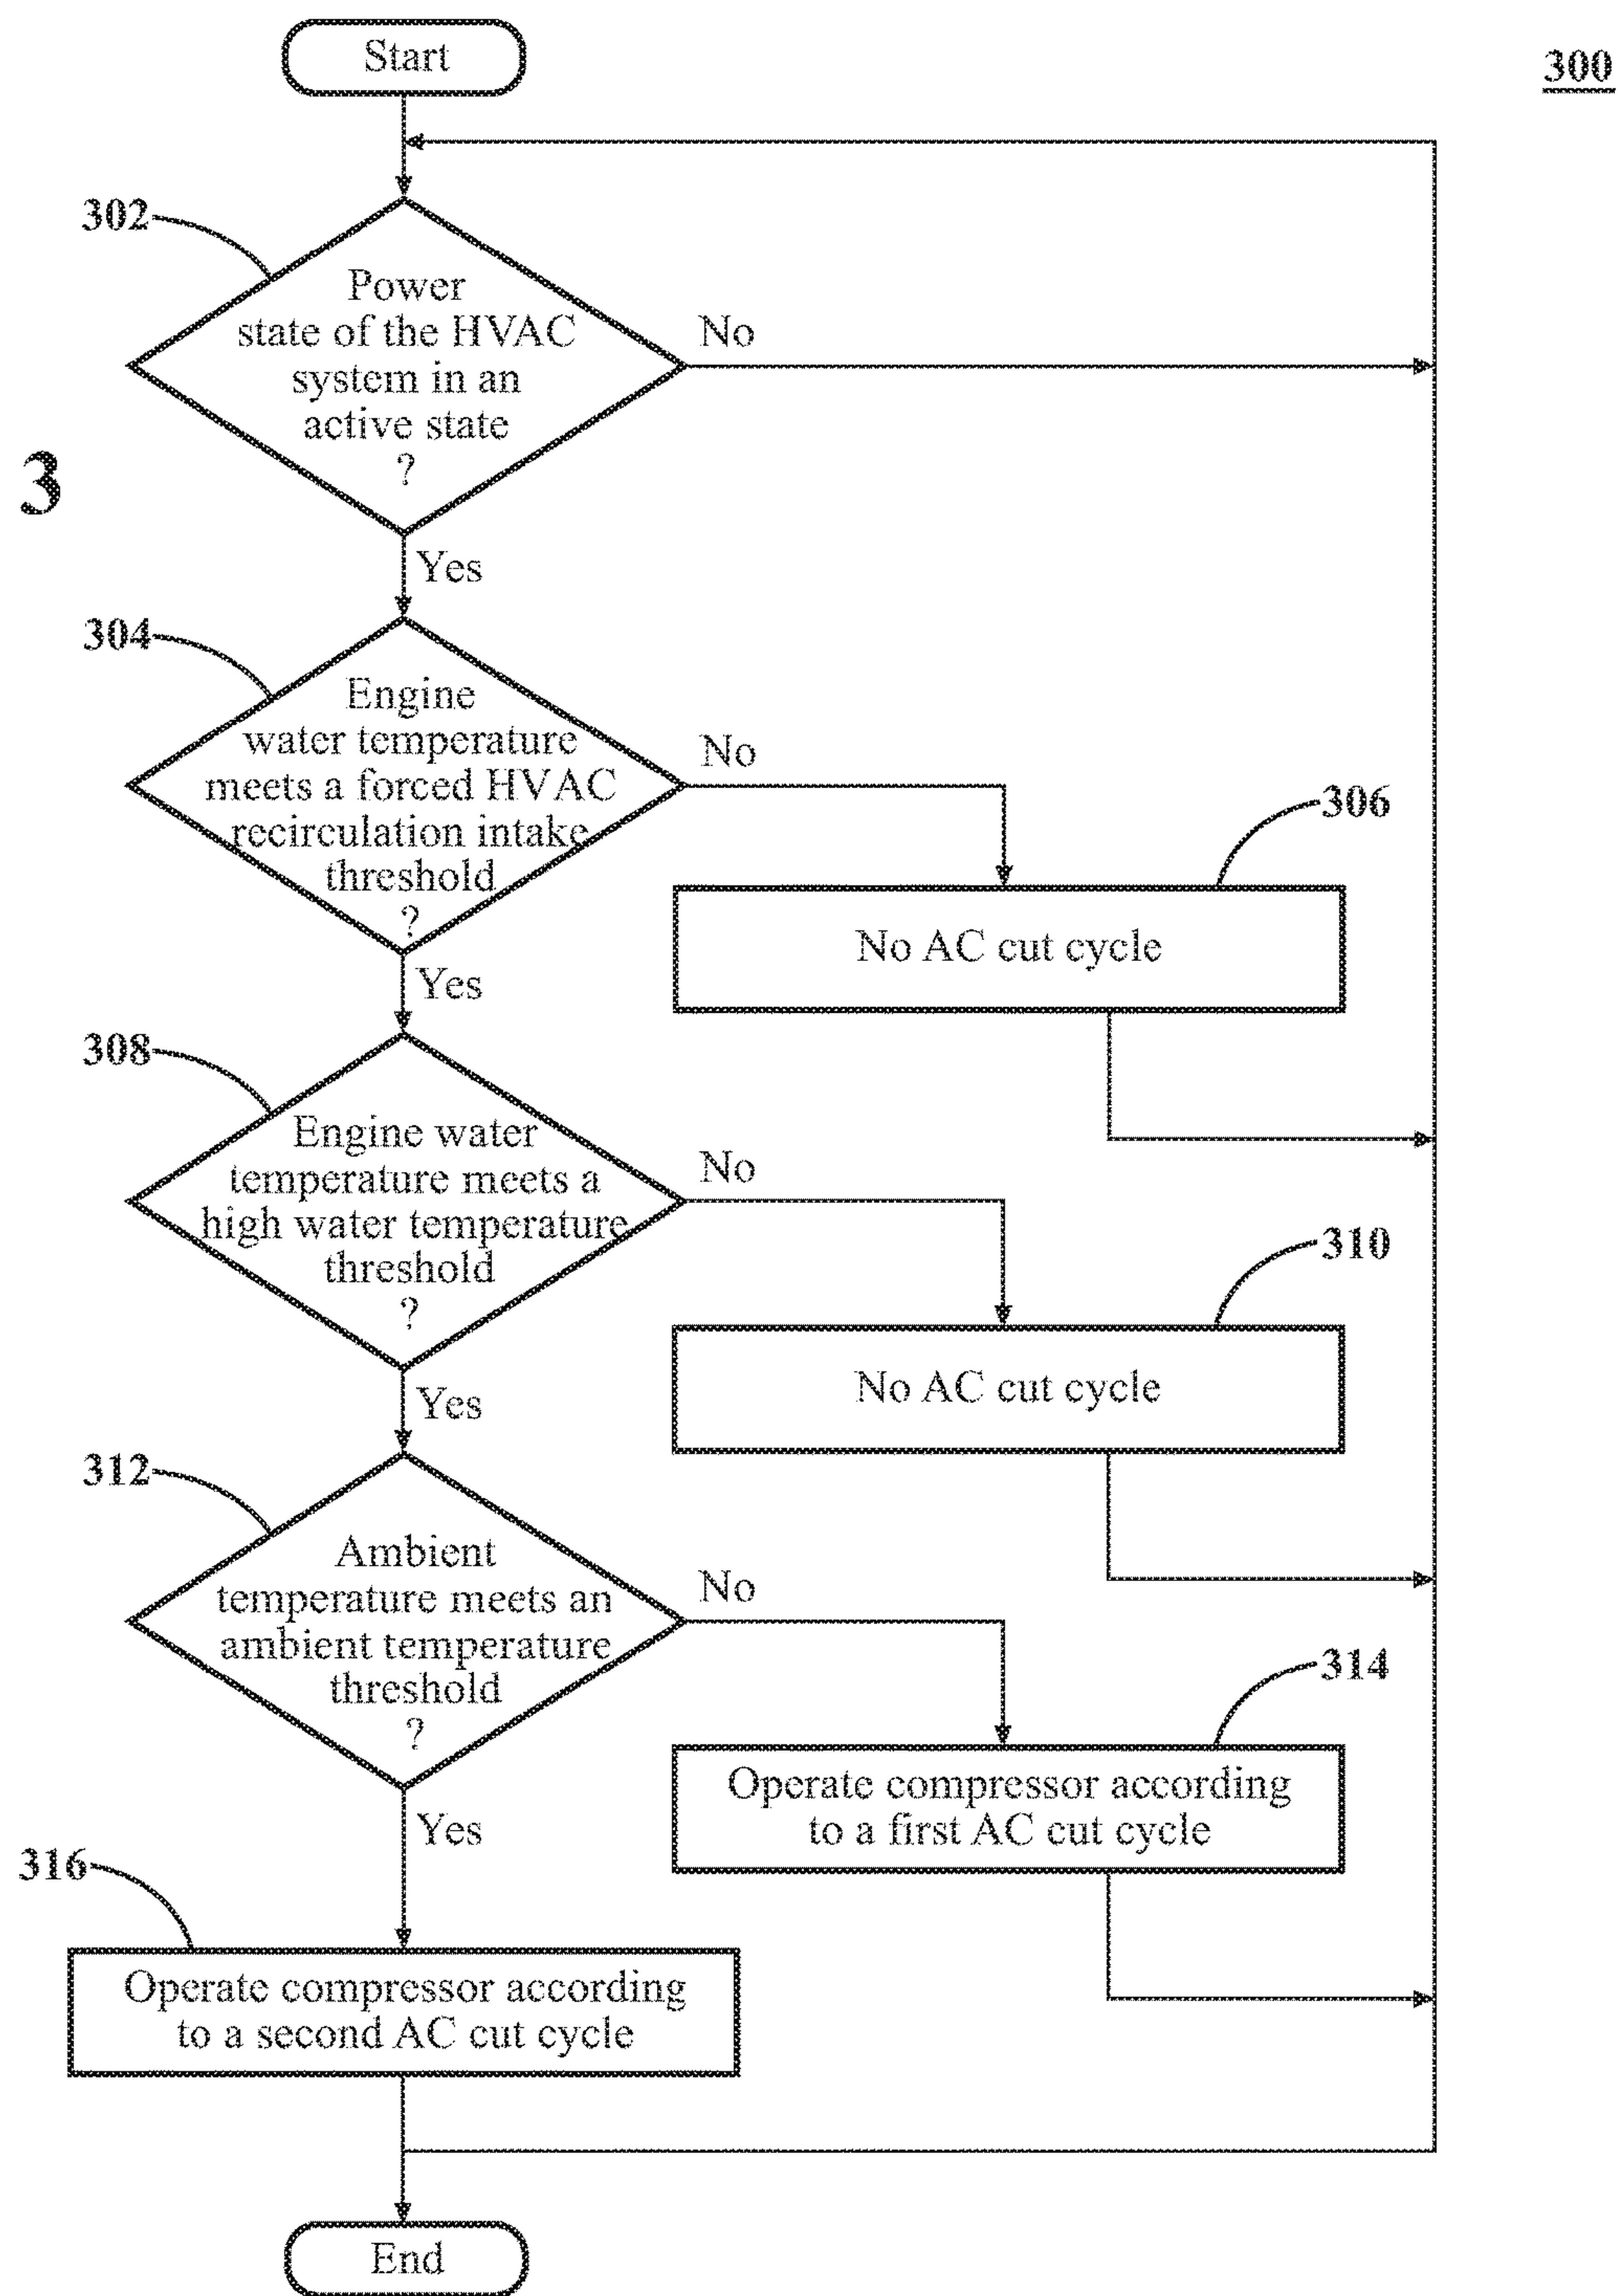 Start
300
302
Power
state of the HVAC
system in an
active state
?
No
3
Yes
304
Engine
water temperature
meets a forced HVAC
recirculation intake
threshold
?
No
306
No AC cut cycle
Yes
308
Engine water
temperature meets a
high water temperature
threshold
?
No
310
No AC cut cycle
Yes
312
Ambient
temperature meets an
ambient temperature
threshold
?
No
314
Operate compressor according
to a first AC cut cycle
Yes
316
Operate compressor according
to a second AC cut cycle
End